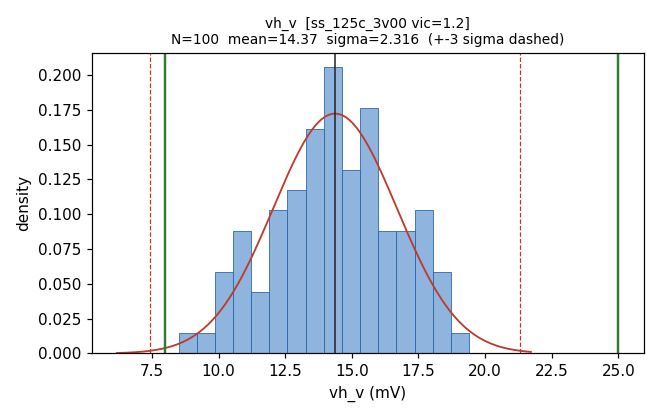 vh_v  [ss_125c_3v00 vic=1.2]
N=100  mean=14.37  sigma=2.316  (+-3 sigma dashed)
0.200
0.175
0.150
0.125
0.100
0.075
0.050
0.025
0.000
density
7.5 10.0 12.5 15.0 17.5 20.0 22.5 25.0
vh_v (mV)